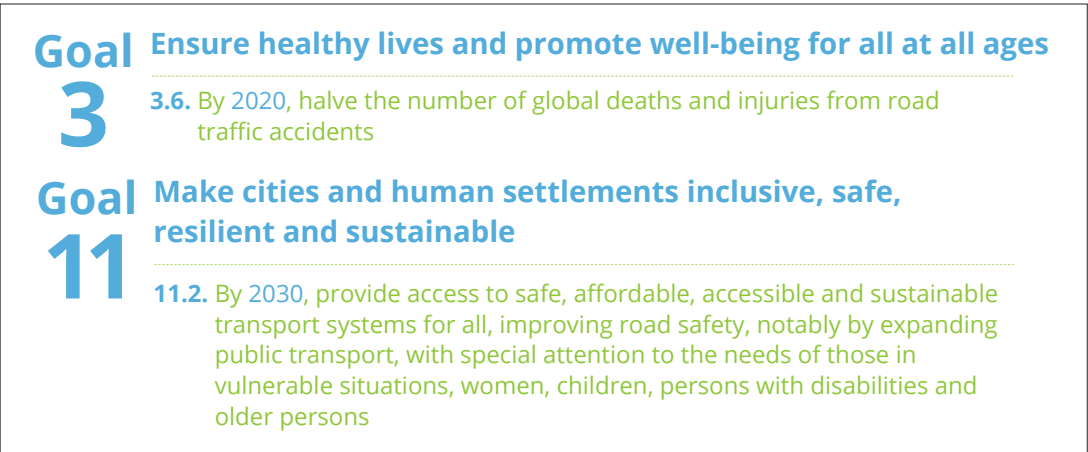 Goal
3
Ensure healthy lives and promote well-being for all at all ages
3.6. By 2020, halve the number of global deaths and injuries from road
traffic accidents
Goal
11
Make cities and human settlements inclusive, safe,
resilient and sustainable
11.2. By 2030, provide access to safe, affordable, accessible and sustainable
transport systems for all, improving road safety, notably by expanding
public transport, with special attention to the needs of those in
vulnerable situations, women, children, persons with disabilities and
older persons